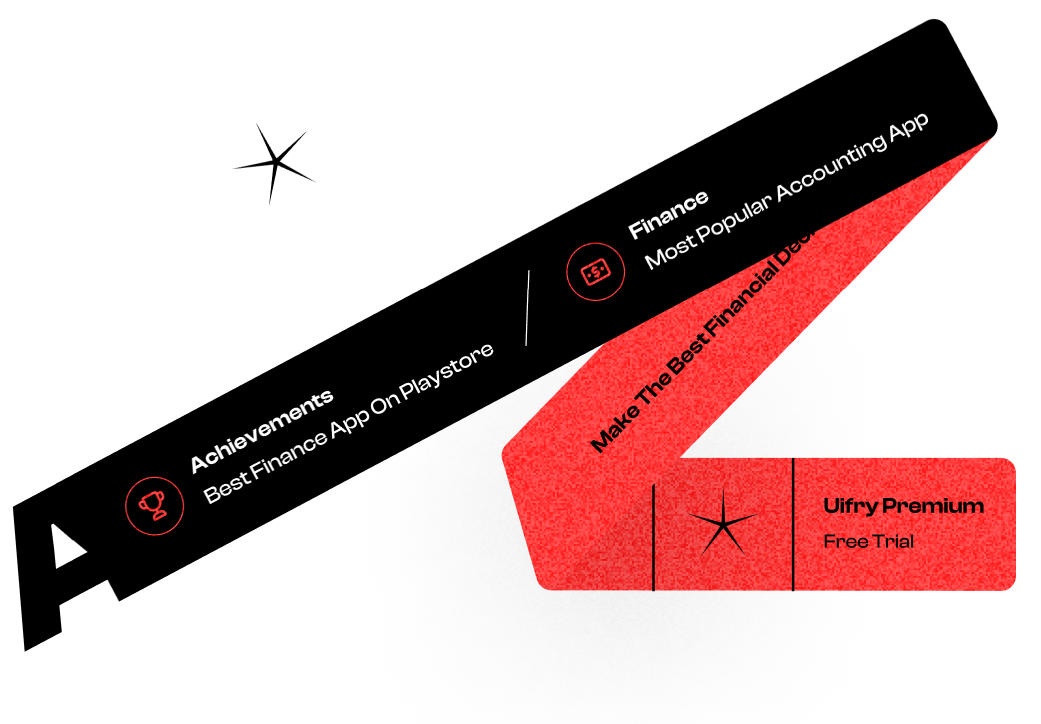 Achievements
Best Finance App On Playstore
Finance
Most Popular Accounting App
Make The Best Financial
Uifry Premium
Free Trial
A